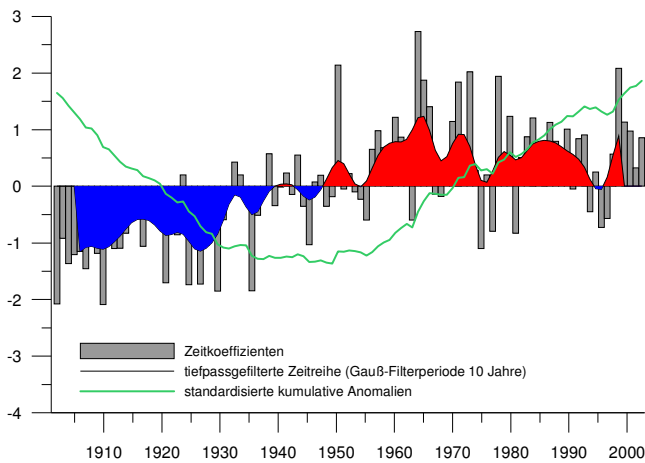 3
2
1
0
-1
-2
-3
-4
Zeitkoeffizienten
tiefpassgefilterte Zeitreihe (Gauß-Filterperiode 10 Jahre)
standardisierte kumulative Anomalien
1910 1920 1930 1940 1950 1960 1970 1980 1990 2000